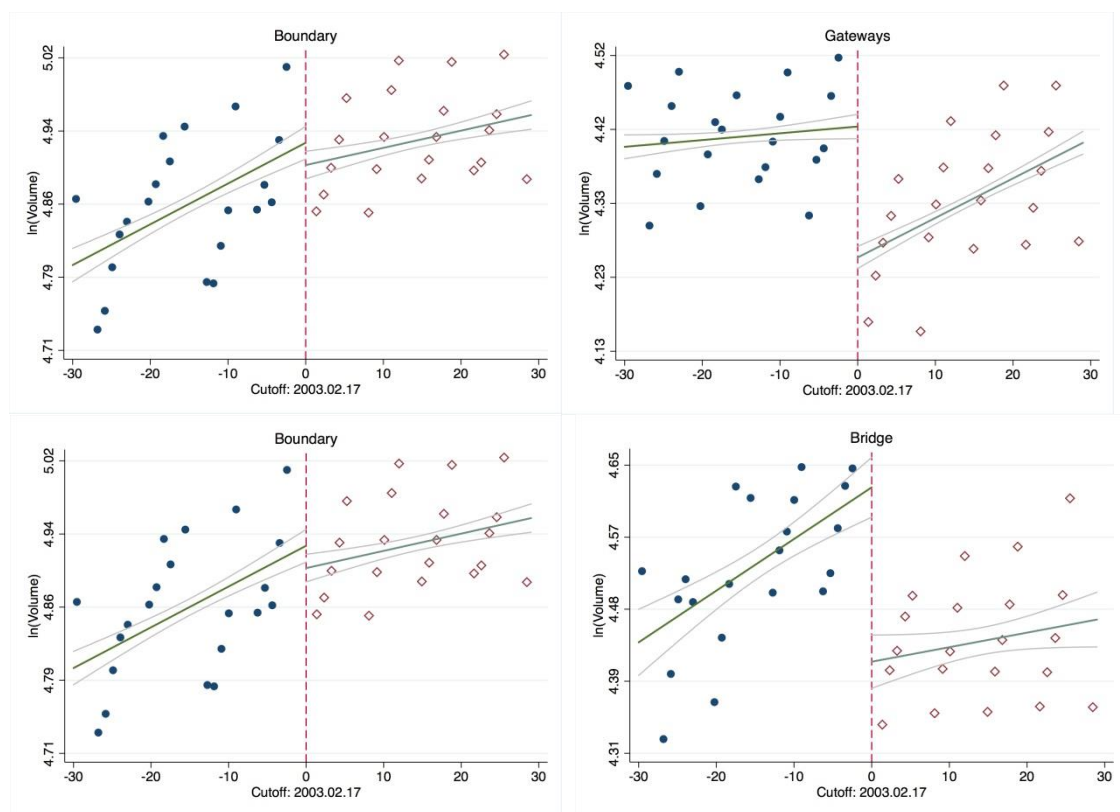 Boundary
ln(Volume)
5.02
4.94
4.86
4.79
4.71
-30 -20 -10 0 10 20 30
Cutoff: 2003.02.17
Gateways
ln(Volume)
4.52
4.42
4.33
4.23
4.13
-30 -20 -10 0 10 20 30
Cutoff: 2003.02.17
Boundary
ln(Volume)
5.02
4.94
4.86
4.79
4.71
-30 -20 -10 0 10 20 30
Cutoff: 2003.02.17
Bridge
ln(Volume)
4.65
4.57
4.48
4.39
4.31
-30 -20 -10 0 10 20 30
Cutoff: 2003.02.17